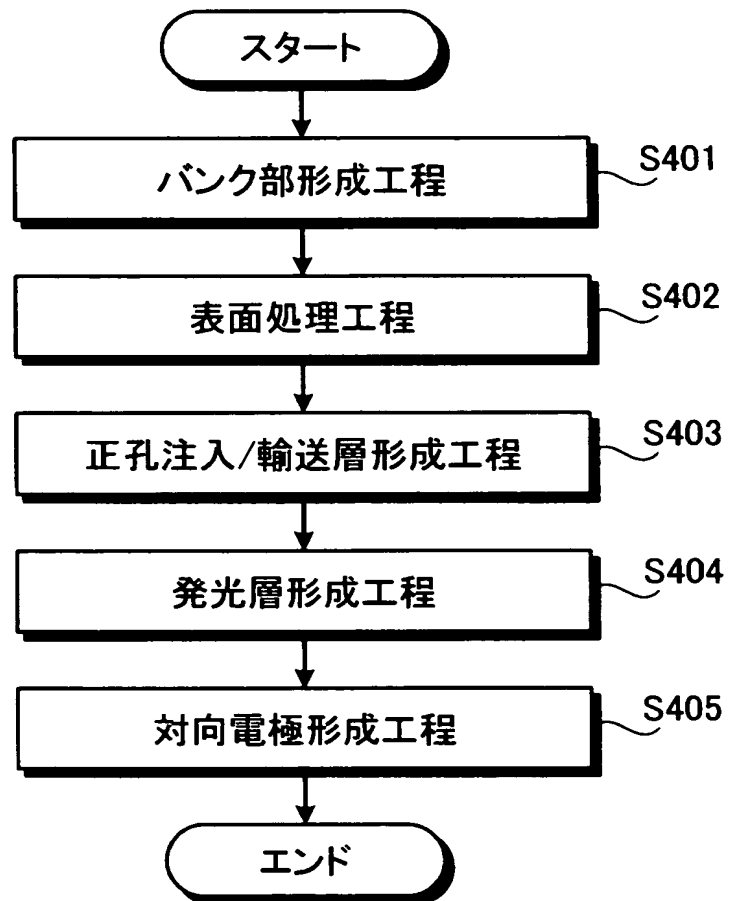 スタート
バンク部形成工程
S401
表面処理工程
S402
正孔注入/輸送層形成工程
S403
発光層形成工程
S404
対向電極形成工程
S405
エンド